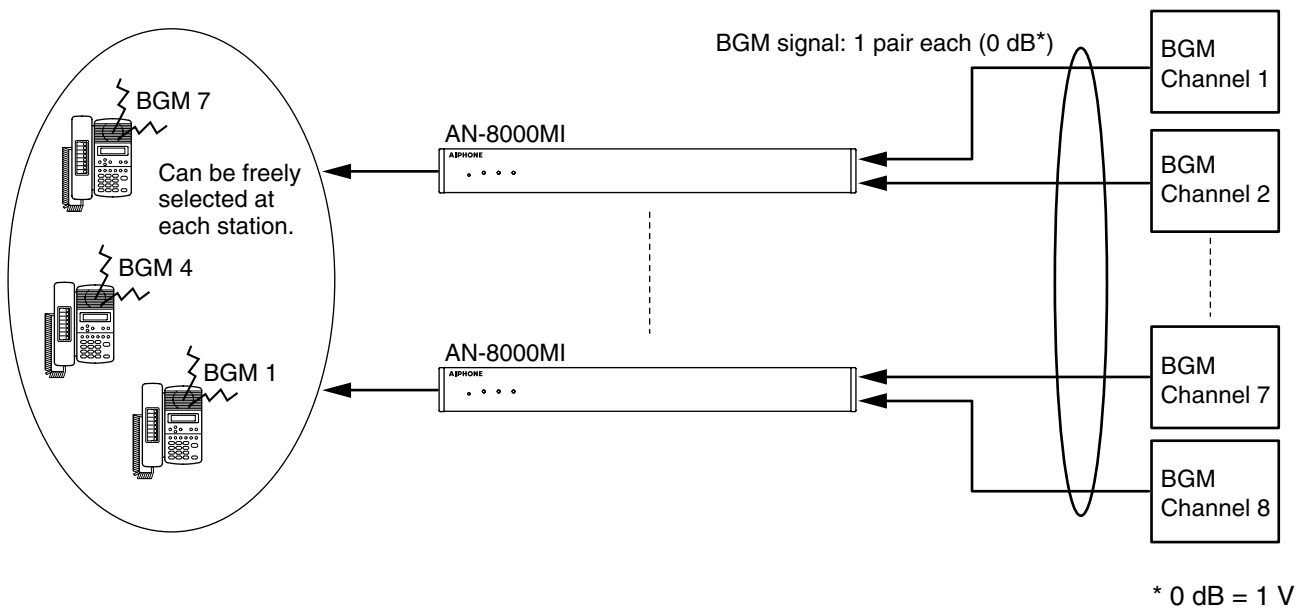 BGM signal: 1 pair each (0 dB*)
BGM
Channel 1
BGM 7
AN-8000MI
AIPHONE
Can be freely
selected at
each station.
BGM
Channel 2
BGM 4
AN-8000MI
AIPHONE
BGM 1
BGM
Channel 7
BGM
Channel 8
* 0 dB = 1 V